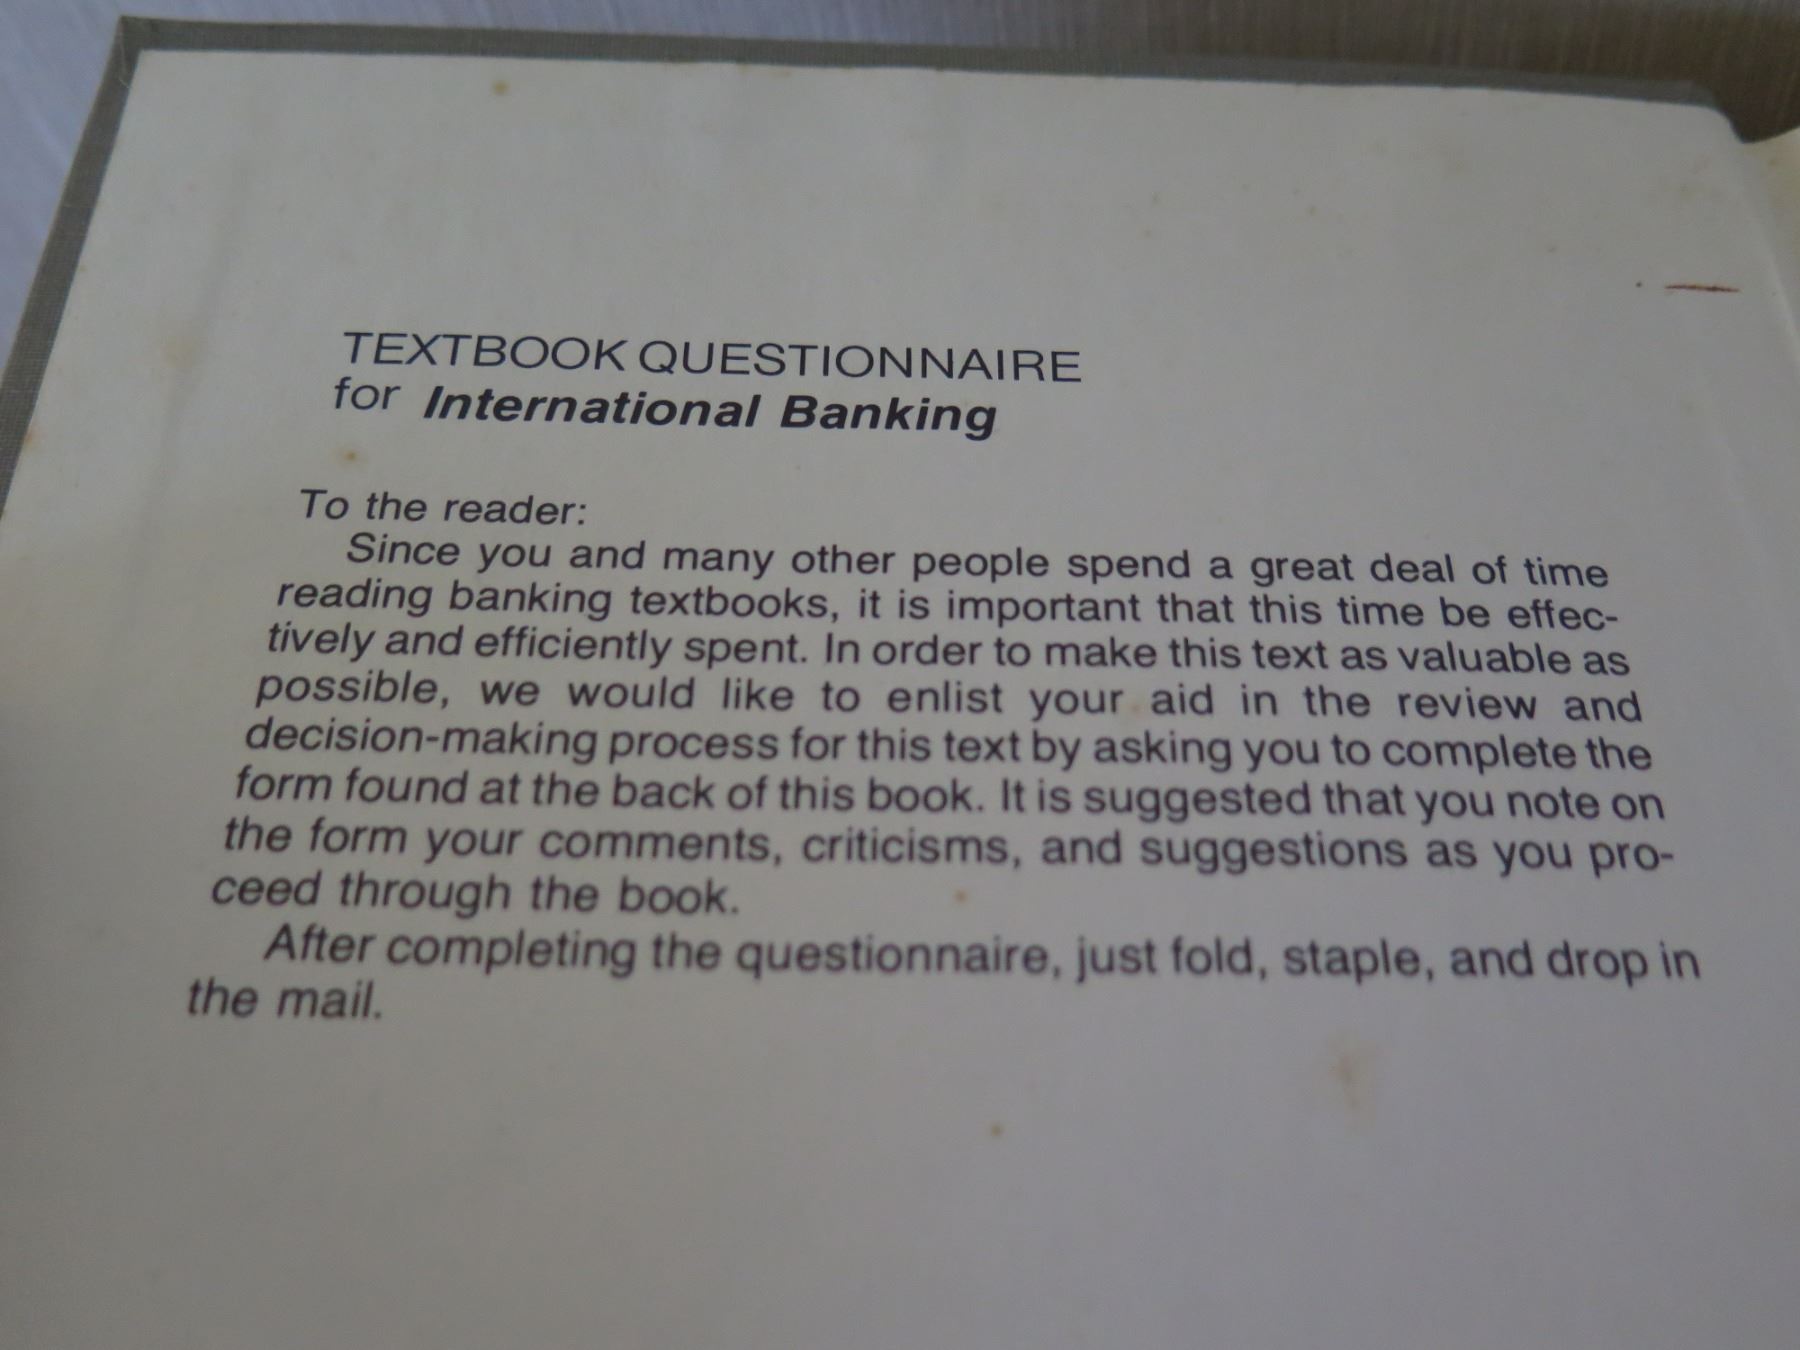 TEXTBOOK QUESTIONNAIRE
for International Banking
To the reader:
Since you and many other people spend a great deal of time
reading banking textbooks, it is important that this time be effec-
tively and efficiently spent. In order to make this text as valuable as
possible, we would like to enlist your aid in the review and
decision-making process for this text by asking you to complete the
form found at the back of this book. It is suggested that you note on
the form your comments, criticisms, and suggestions as you pro-
ceed through the book.
After completing the questionnaire, just fold, staple, and drop in
the mail.